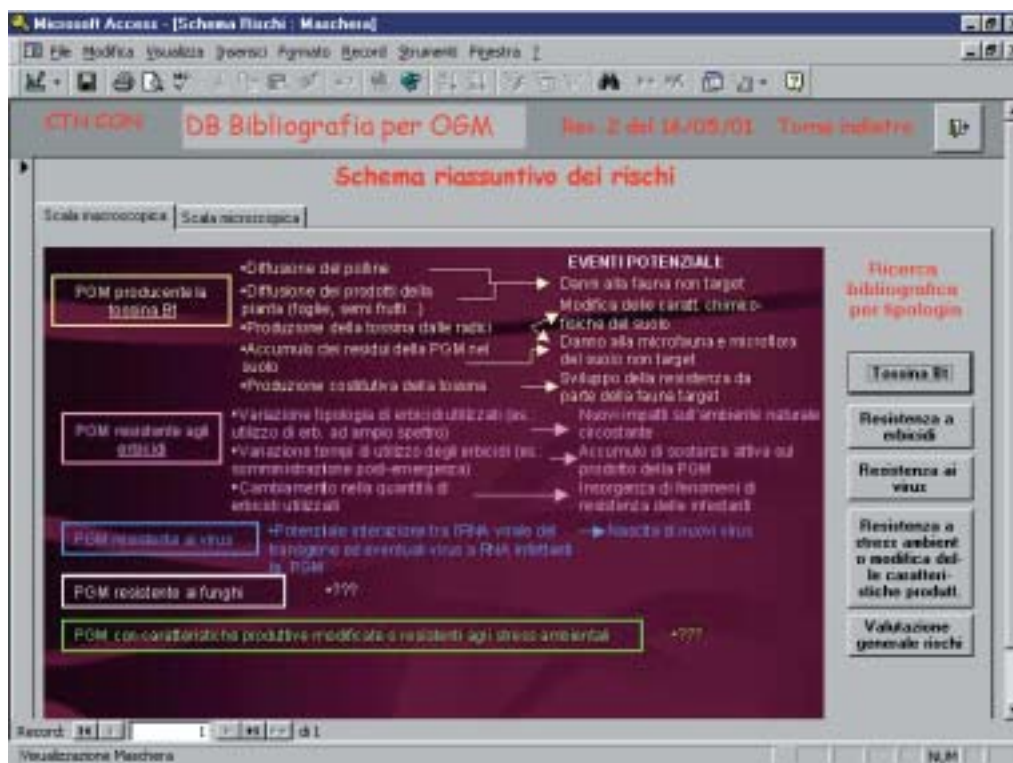 Microsoft Access - [Schema Rischi : Maschera]
File Modifica Visualizza Inserisci Formato Record Strumenti Finestra ?
CTN CON
DB Bibliografia per OGM
Rev. 2 del 16/05/01
Torna indietro
Schema riassuntivo dei rischi
Scala macroscopica
Scala microscopica
PGM producente la
tossina Bt
•Diffusione del polline
•Diffusione dei prodotti della
pianta (foglie, semi frutti...)
•Produzione della tossina dalle radici
•Accumulo dei residui della PGM nel
suolo
•Produzione costitutiva della tossina
EVENTI POTENZIALI:
Danni alla fauna non target
Modifica delle caratt. chimico-
fisiche del suolo
Danno alla microfauna e microflora
del suolo non target
Sviluppo della resistenza da
parte della fauna target
PGM resistente agli
erbicidi
•Variazione tipologia di erbicidi utilizzati (es.
utilizzo di erb. ad ampio spettro)
•Variazione tempi di utilizzo degli erbicidi (es.
somministrazione post-emergenza)
•Cambiamento nella quantità di
erbicidi utilizzati
Nuovi impatti sull'ambiente naturale
circostante
Accumulo di sostanza attiva sul
prodotto della PGM
Insorgenza di fenomeni di
resistenza delle infestanti
PGM resistente ai virus
•Potenziale interazione tra l'RNA virale del
transgene ed eventuali virus a RNA infettanti
la PGM
Nascita di nuovi virus
PGM resistente ai funghi
•???
PGM con caratteristiche produttive modificate o resistenti agli stress ambientali
•???
Ricerca
bibliografica
per tipologia
Tossina Bt
Resistenza a
erbicidi
Resistenza ai
virus
Resistenza a
stress ambient
o modifica del-
le caratteri-
stiche produtt.
Valutazione
generale rischi
Record: 1 di 1
Visualizzazione Maschera
NUM